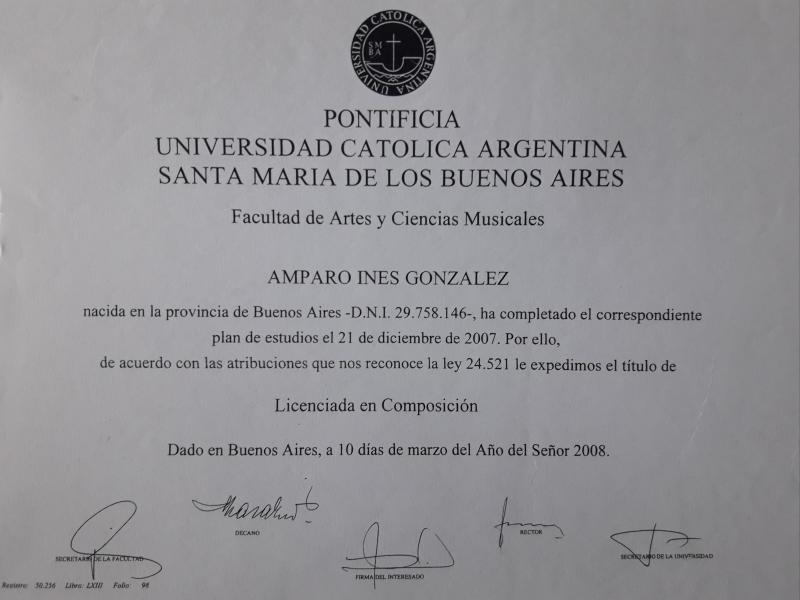 UNIVERSIDAD CATOLICA ARGENTINA
S M
B A
PONTIFICIA
UNIVERSIDAD CATOLICA ARGENTINA
SANTA MARIA DE LOS BUENOS AIRES
Facultad de Artes y Ciencias Musicales
AMPARO INES GONZALEZ
nacida en la provincia de Buenos Aires -D.N.I. 29.758.146-, ha completado el correspondiente
plan de estudios el 21 de diciembre de 2007. Por ello,
de acuerdo con las atribuciones que nos reconoce la ley 24.521 le expedimos el título de
Licenciada en Composición
Dado en Buenos Aires, a 10 días de marzo del Año del Señor 2008.
DECANO
RECTOR
SECRETARIO DE LA FACULTAD
SECRETARIO DE LA UNIVERSIDAD
FIRMA DEL INTERESADO
Registro: 50.256 Libro: LXIII Folio: 98